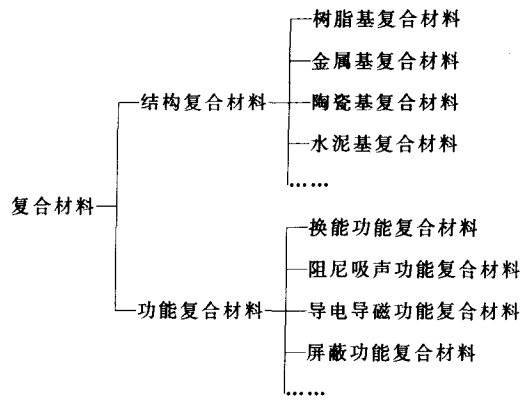 复合材料
结构复合材料
树脂基复合材料
金属基复合材料
陶瓷基复合材料
水泥基复合材料
……
功能复合材料
换能功能复合材料
阻尼吸声功能复合材料
导电导磁功能复合材料
屏蔽功能复合材料
……